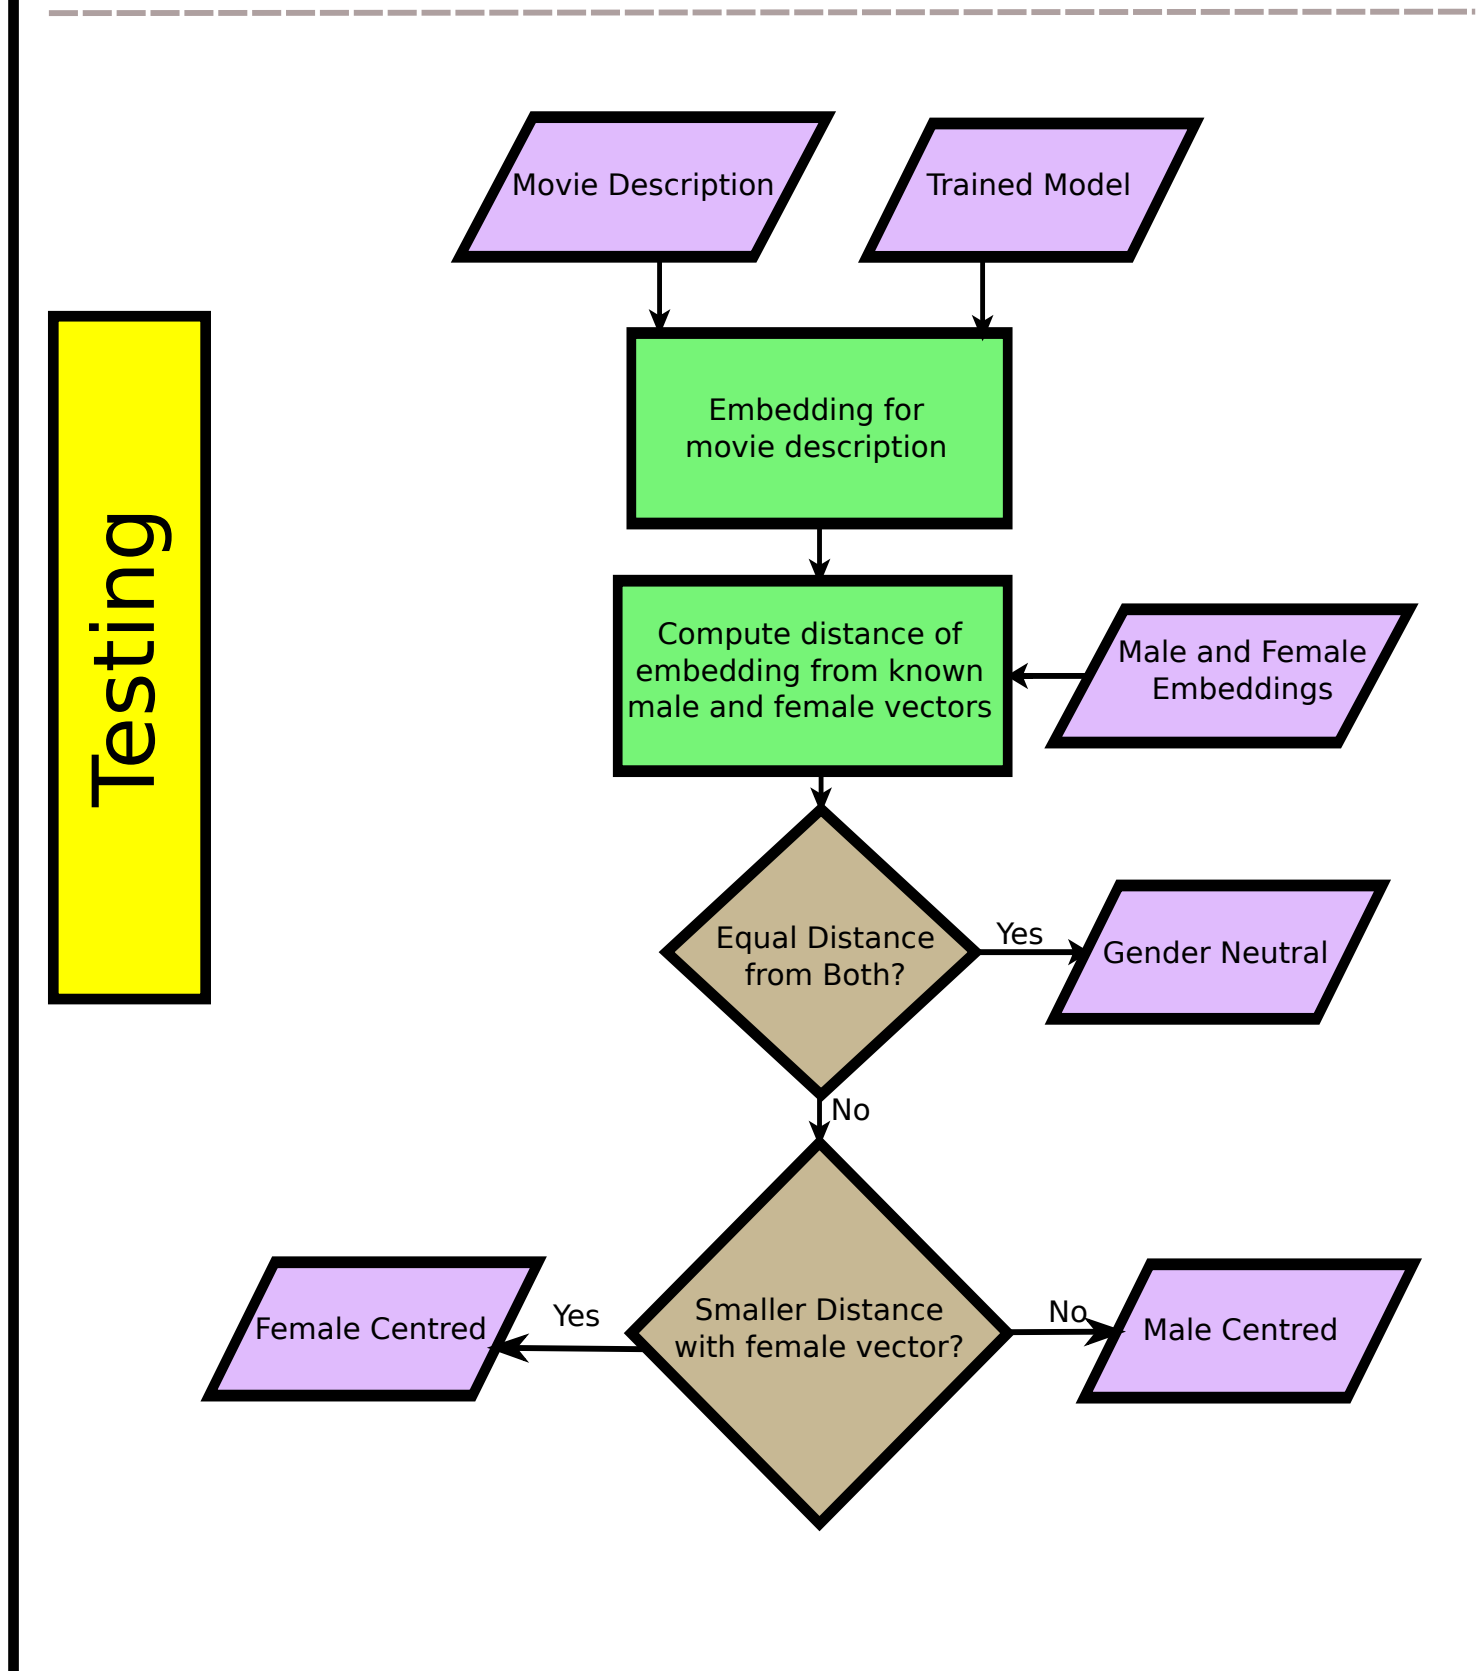 Movie Description
Trained Model
Embedding for
movie description
Testing
Compute distance of
embedding from known
male and female vectors
Male and Female
Embeddings
Equal Distance
from Both?
Yes
Gender Neutral
No
Smaller Distance
with female vector?
Yes
Female Centred
No
Male Centred